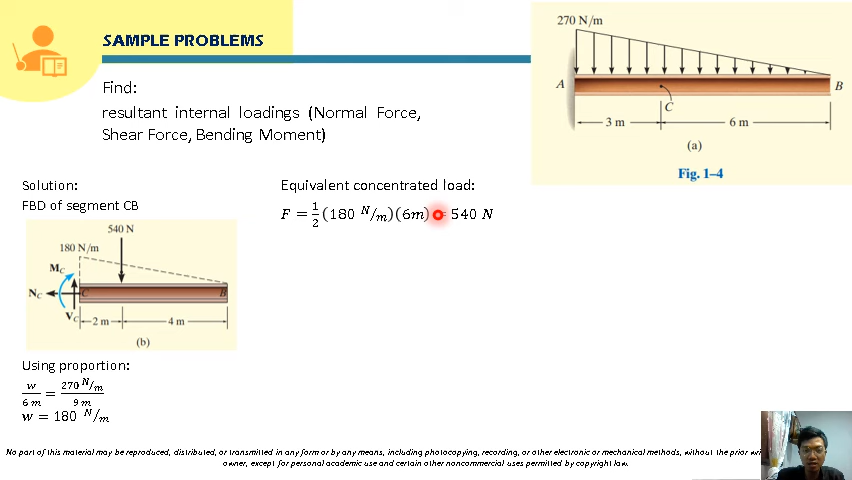 SAMPLE PROBLEMS
Find:
resultant internal loadings (Normal Force,
Shear Force, Bending Moment)
270 N/m
A
B
C
3 m
6 m
(a)
Fig. 1–4
Solution:
FBD of segment CB
540 N
180 N/m
M_C
N_C
C
B
V_C
2 m
4 m
(b)
Equivalent concentrated load:
F = 1/2 (180 N/m)(6m) = 540 N
Using proportion:
w/6 m = 270 N/m/9 m
w = 180 N/m
No part of this material may be reproduced, distributed, or transmitted in any form or by any means, including photocopying, recording, or other electronic or mechanical methods, without the prior
owner, except for personal academic use and certain other noncommercial uses permitted by copyright law.